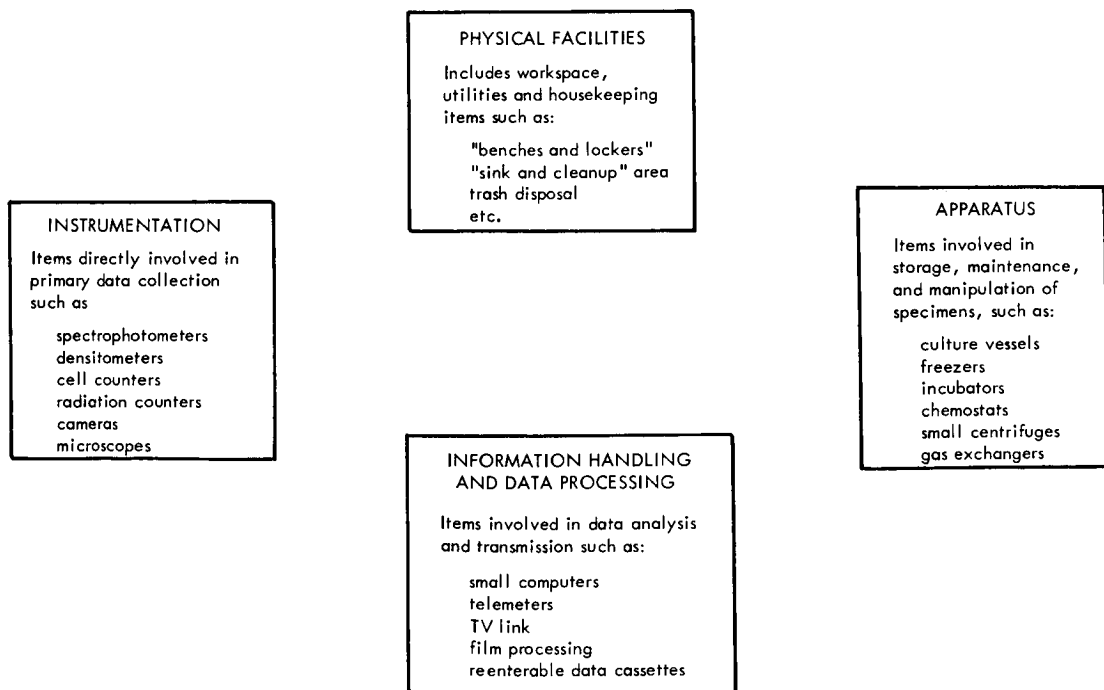 PHYSICAL FACILITIES
Includes workspace,
utilities and housekeeping
items such as:
"benches and lockers"
"sink and cleanup" area
trash disposal
etc.
INSTRUMENTATION
Items directly involved in
primary data collection
such as
spectrophotometers
densitometers
cell counters
radiation counters
cameras
microscopes
APPARATUS
Items involved in
storage, maintenance,
and manipulation of
specimens, such as:
culture vessels
freezers
incubators
chemostats
small centrifuges
gas exchangers
INFORMATION HANDLING
AND DATA PROCESSING
Items involved in data analysis
and transmission such as:
small computers
telemeters
TV link
film processing
reenterable data cassettes